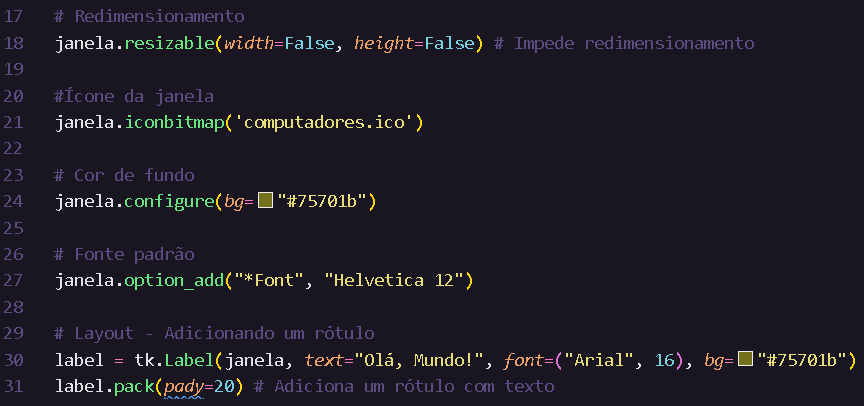 17 # Redimensionamento
18 janela.resizable(width=False, height=False) # Impede redimensionamento
19
20 #Ícone da janela
21 janela.iconbitmap('computadores.ico')
22
23 # Cor de fundo
24 janela.configure(bg="#75701b")
25
26 # Fonte padrão
27 janela.option_add("*Font", "Helvetica 12")
28
29 # Layout - Adicionando um rótulo
30 label = tk.Label(janela, text="Olá, Mundo!", font=("Arial", 16), bg="#75701b")
31 label.pack(pady=20) # Adiciona um rótulo com texto